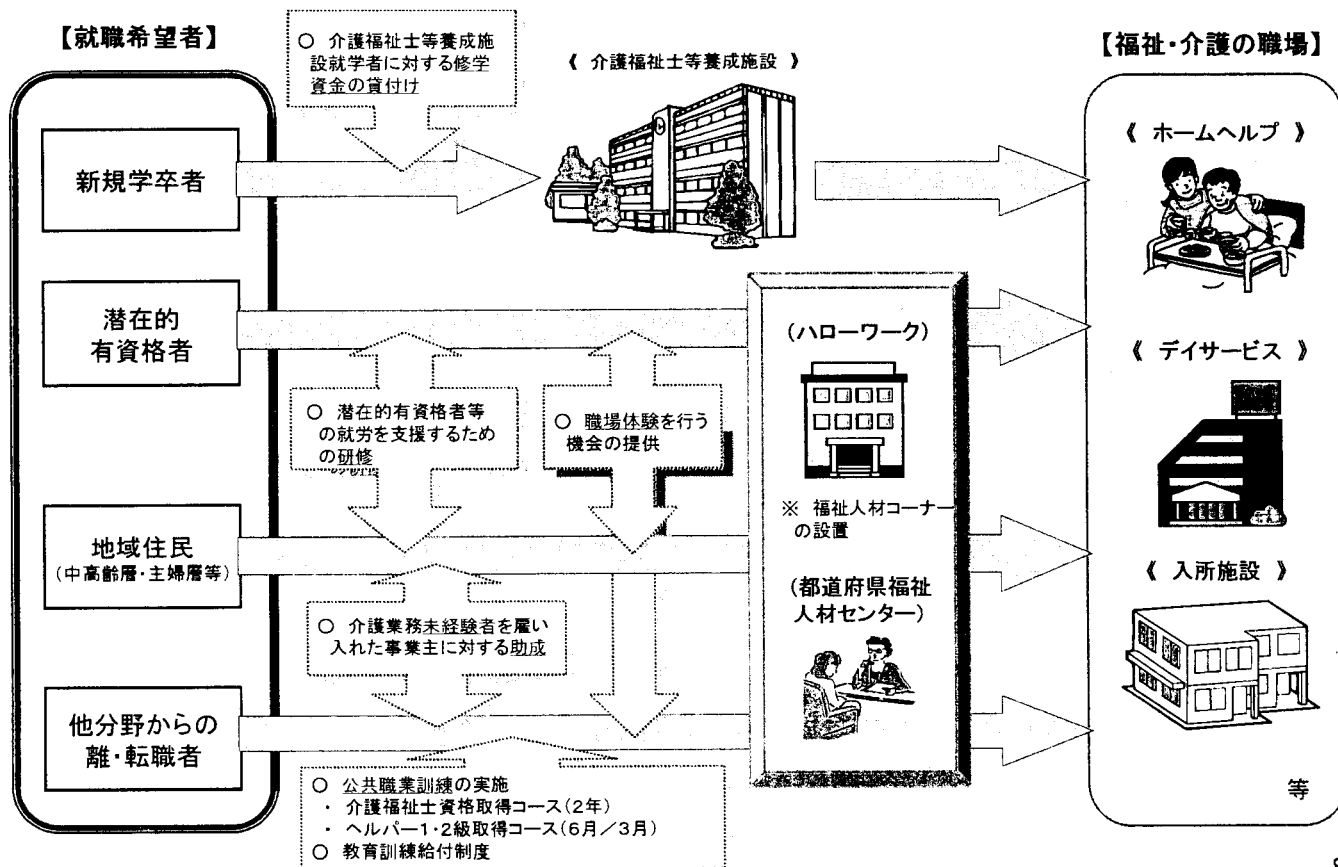 【就職希望者】
○ 介護福祉士等養成施
設就学者に対する修学
資金の貸付け
《 介護福祉士等養成施設 》
【福祉・介護の職場】
新規学卒者
《 ホームヘルプ 》
潜在的
有資格者
○ 潜在的有資格者等
の就労を支援するため
の研修
○ 職場体験を行う
機会の提供
(ハローワーク)
※ 福祉人材コーナー
の設置
《 デイサービス 》
地域住民
(中高齢層・主婦層等)
(都道府県福祉
人材センター)
《 入所施設 》
○ 介護業務未経験者を雇い
入れた事業主に対する助成
他分野からの
離・転職者
○ 公共職業訓練の実施
・ 介護福祉士資格取得コース(2年)
・ ヘルパー1・2級取得コース(6月/3月)
○ 教育訓練給付制度
等